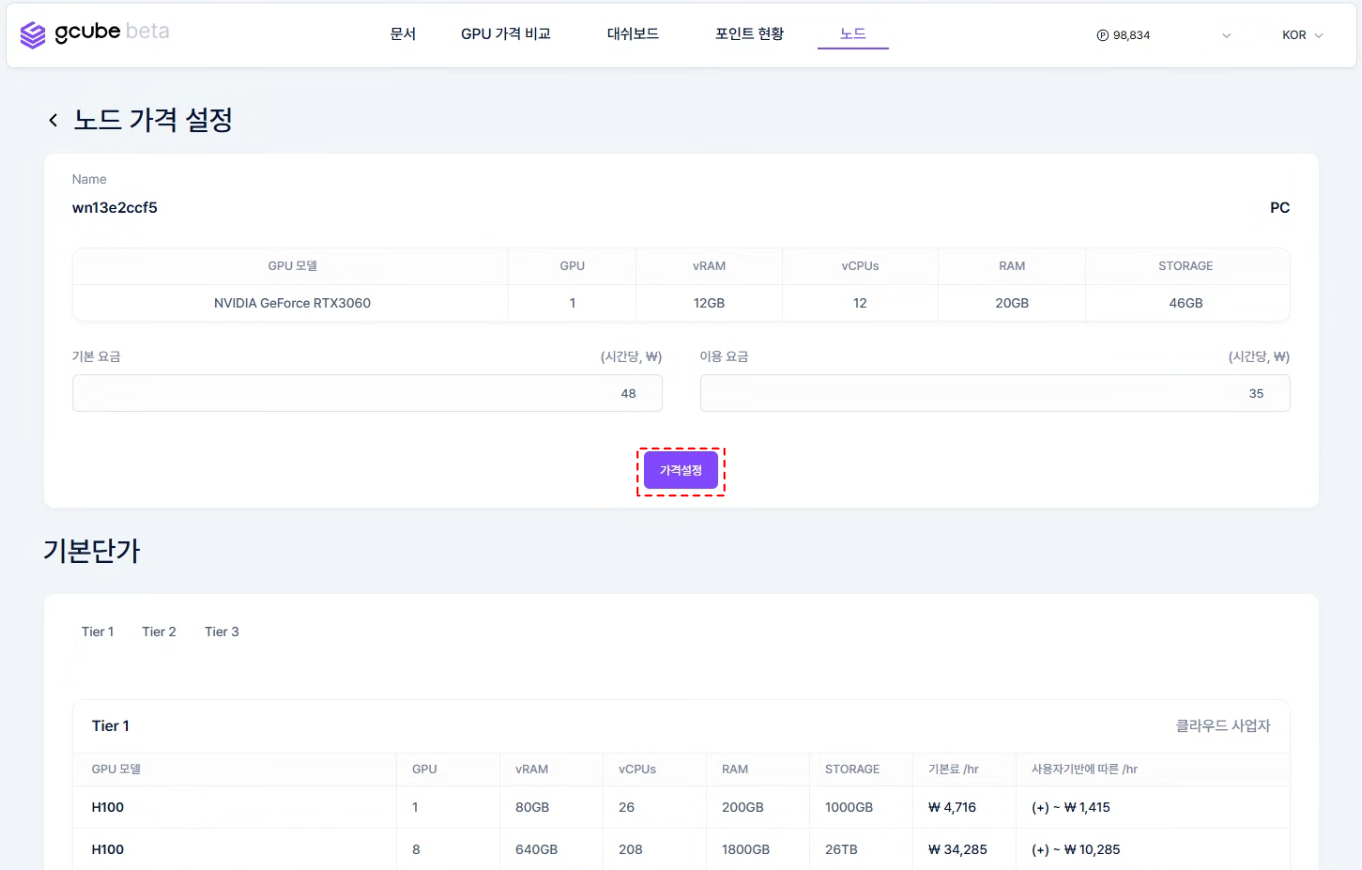 gcube beta 문서 GPU 가격 비교 대쉬보드 포인트 현황 노드 Ⓟ 98,834 KOR
노드 가격 설정
Name
wn13e2ccf5 PC
GPU 모델 GPU vRAM vCPUs RAM STORAGE
NVIDIA GeForce RTX3060 1 12GB 12 20GB 46GB
기본 요금 (시간당, ₩) 이용 요금 (시간당, ₩)
48 35
가격설정
기본단가
Tier 1 Tier 2 Tier 3
Tier 1 클라우드 사업자
GPU 모델 GPU vRAM vCPUs RAM STORAGE 기본료 /hr 사용자기반에 따른 /hr
H100 1 80GB 26 200GB 1000GB ₩ 4,716 (+) ~ ₩ 1,415
H100 8 640GB 208 1800GB 26TB ₩ 34,285 (+) ~ ₩ 10,285